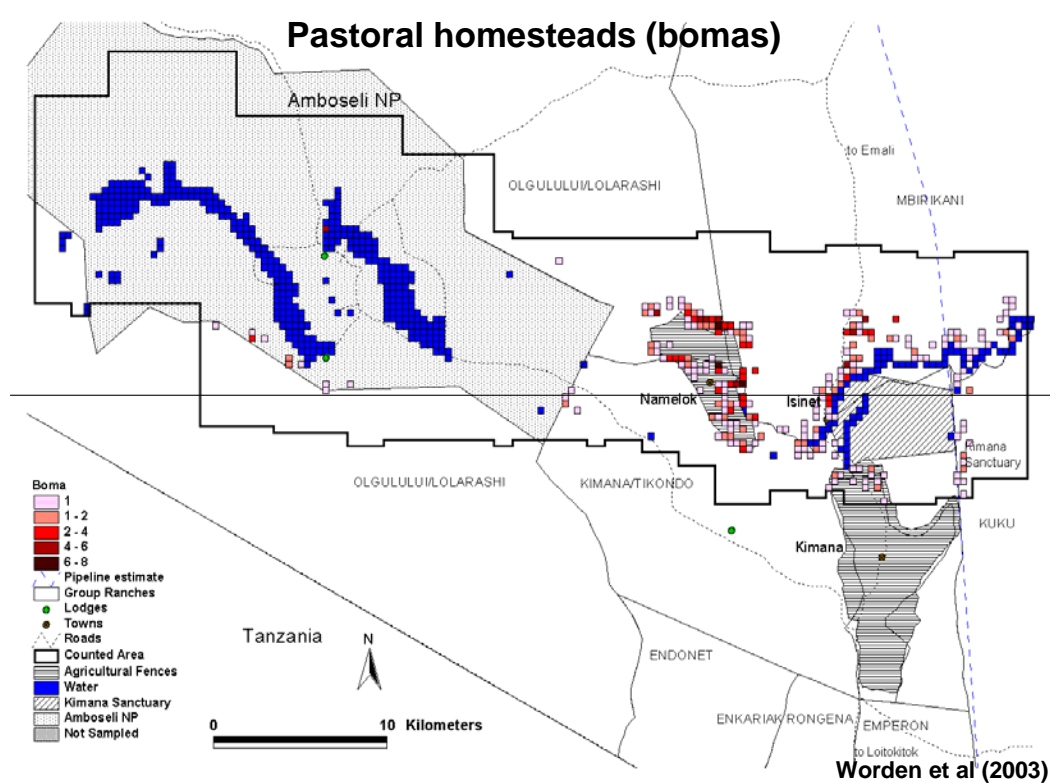 Pastoral homesteads (bomas)
Amboseli NP
to Emali
OLGULULUI/LOLARASHI
MBIRIKANI
Namelok
Isinet
Kimana
Sanctuary
OLGULULUI/LOLARASHI
KIMANA/TIKONDO
KUKU
Kimana
Tanzania
N
ENDONET
ENKARIAK RONGENA
EMPERON
to Loitokitok
Boma
1
1 - 2
2 - 4
4 - 6
6 - 8
Pipeline estimate
Group Ranches
Lodges
Towns
Roads
Counted Area
Agricultural Fences
Water
Kimana Sanctuary
Amboseli NP
Not Sampled
0 10 Kilometers
Worden et al (2003)